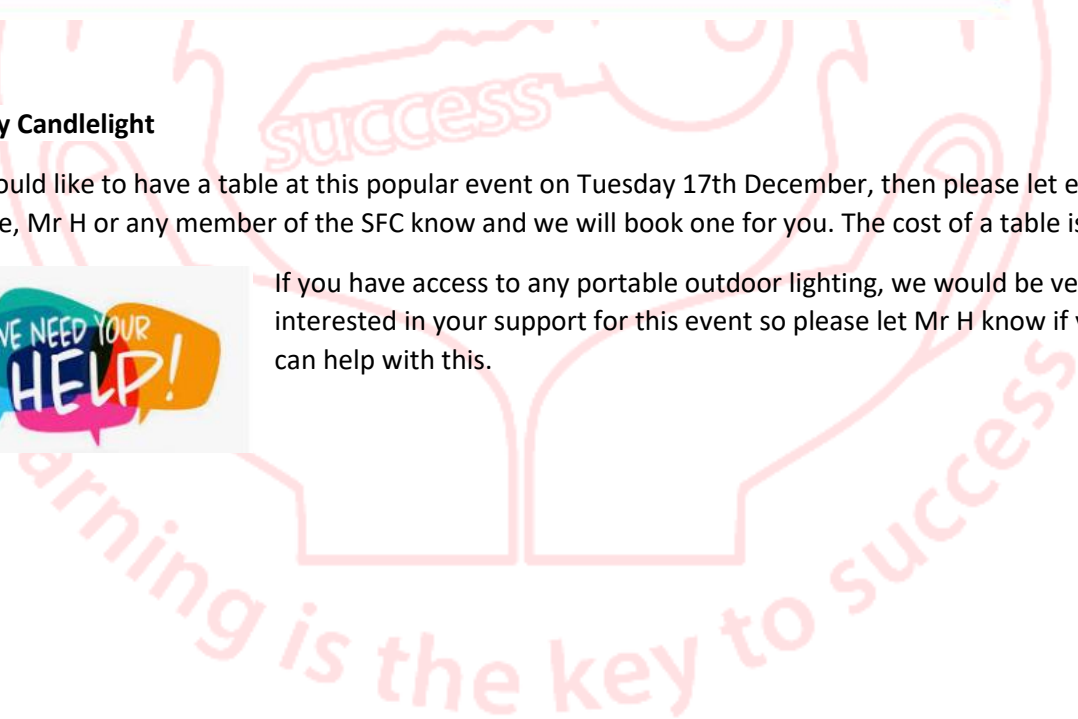 success
y Candlelight
ould like to have a table at this popular event on Tuesday 17th December, then please let e
e, Mr H or any member of the SFC know and we will book one for you. The cost of a table is
If you have access to any portable outdoor lighting, we would be ve
interested in your support for this event so please let Mr H know if
can help with this.
WE NEED YOUR
HELP!
arning is the key to success